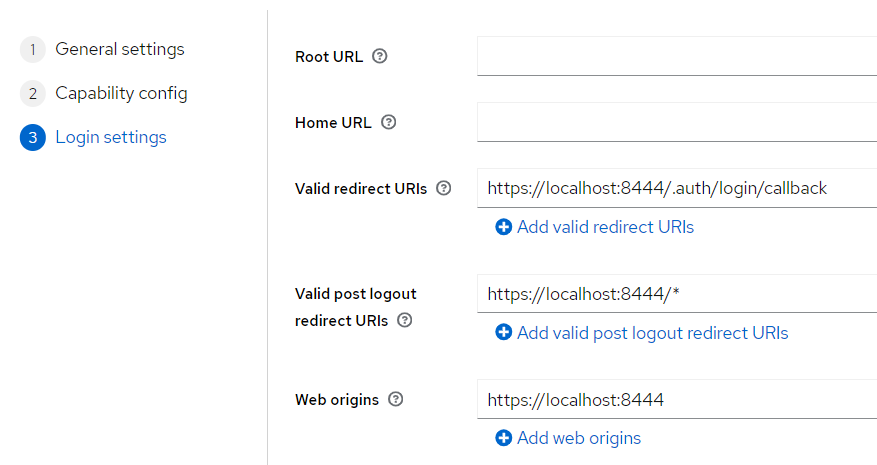 1 General settings
2 Capability config
3 Login settings
Root URL ?
Home URL ?
Valid redirect URIs ? https://localhost:8444/.auth/login/callback
Add valid redirect URIs
Valid post logout
redirect URIs ? https://localhost:8444/*
Add valid post logout redirect URIs
Web origins ? https://localhost:8444
Add web origins